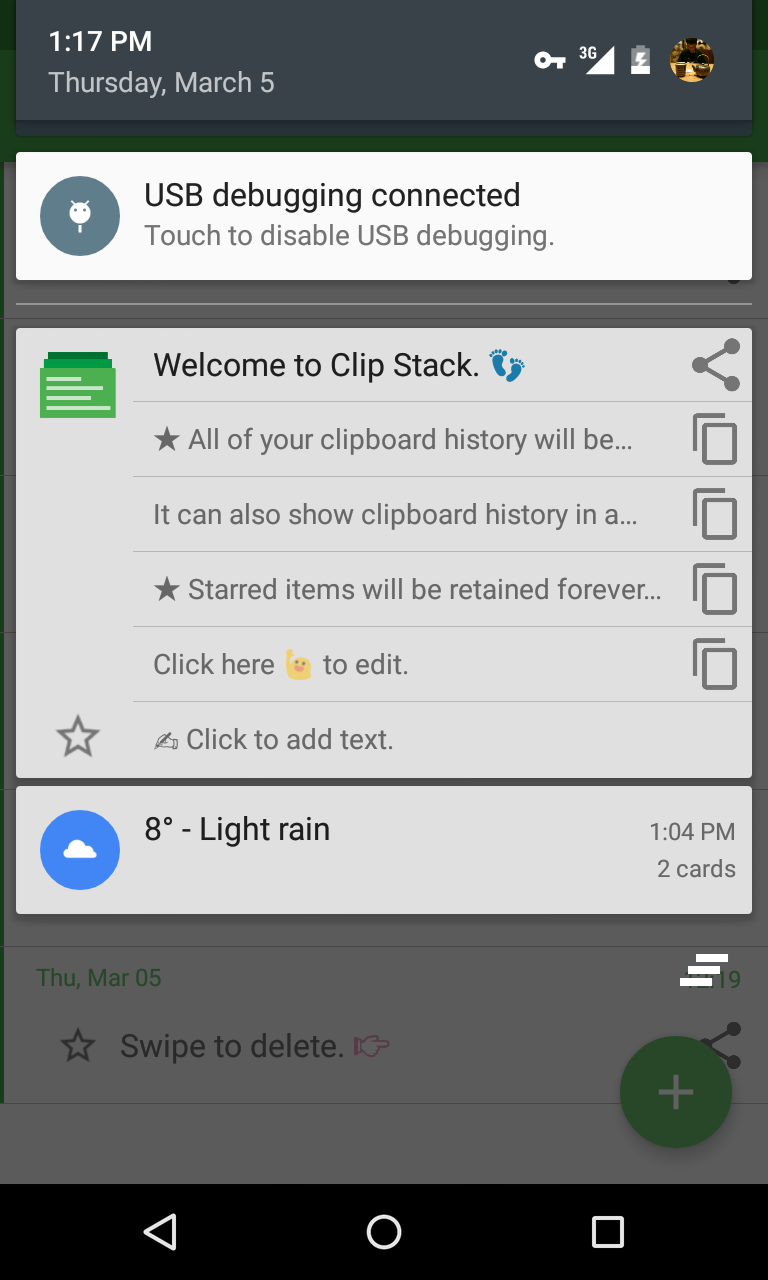 1:17 PM
3G
Thursday, March 5
USB debugging connected
Touch to disable USB debugging.
Welcome to Clip Stack. 👣
★ All of your clipboard history will be…
It can also show clipboard history in a…
★ Starred items will be retained forever…
Click here 🙋 to edit.
✍ Click to add text.
8° - Light rain
1:04 PM
2 cards
Thu, Mar 05
Swipe to delete. 👉